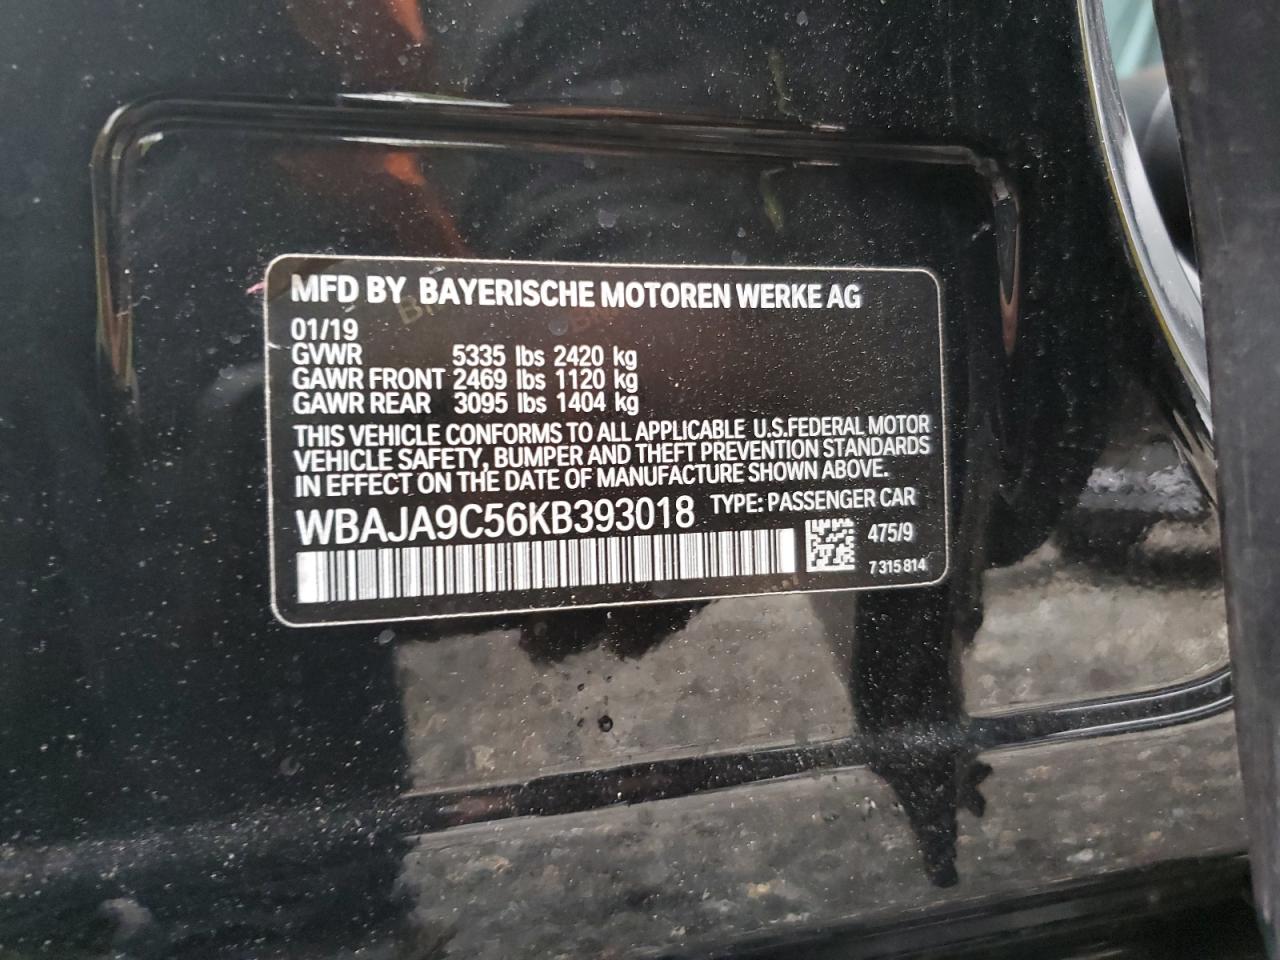 MFD BY BAYERISCHE MOTOREN WERKE AG
01/19
GVWR 5335 lbs 2420 kg
GAWR FRONT 2469 lbs 1120 kg
GAWR REAR 3095 lbs 1404 kg
THIS VEHICLE CONFORMS TO ALL APPLICABLE U.S.FEDERAL MOTOR
VEHICLE SAFETY, BUMPER AND THEFT PREVENTION STANDARDS
IN EFFECT ON THE DATE OF MANUFACTURE SHOWN ABOVE.
WBAJA9C56KB393018 TYPE: PASSENGER CAR
475/9
7 315 814